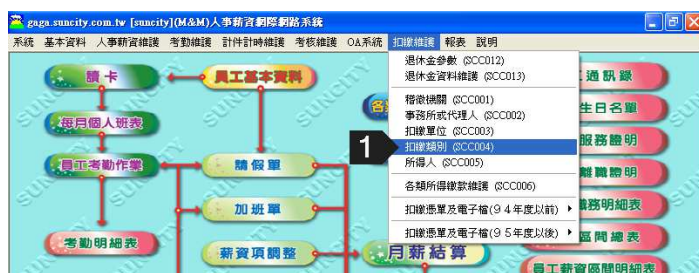 gaga.suncity.com.tw [suncity](M&M)人事薪資網際網路系統
系統 基本資料 人事薪資維護 考勤維護 計件計時維護 考核維護 OA系統 扣繳維護 報表 說明
退休金參數 (SCC012)
退休金資料維護 (SCC013)
稽徵機關 (SCC001)
事務所或代理人 (SCC002)
扣繳單位 (SCC003)
1
扣繳類別 (SCC004)
所得人 (SCC005)
各類所得繳款維護 (SCC006)
扣繳憑單及電子檔(94年度以前)
扣繳憑單及電子檔(95年度以後)
讀卡
員工基本資料
通訊錄
每月個人班表
生日名單
員工考勤作業
請假單
服務證明
離職證明
加班單
職務明細表
考勤明細表
薪資項調整
月薪結算
區間總表
員工薪資區間明細表